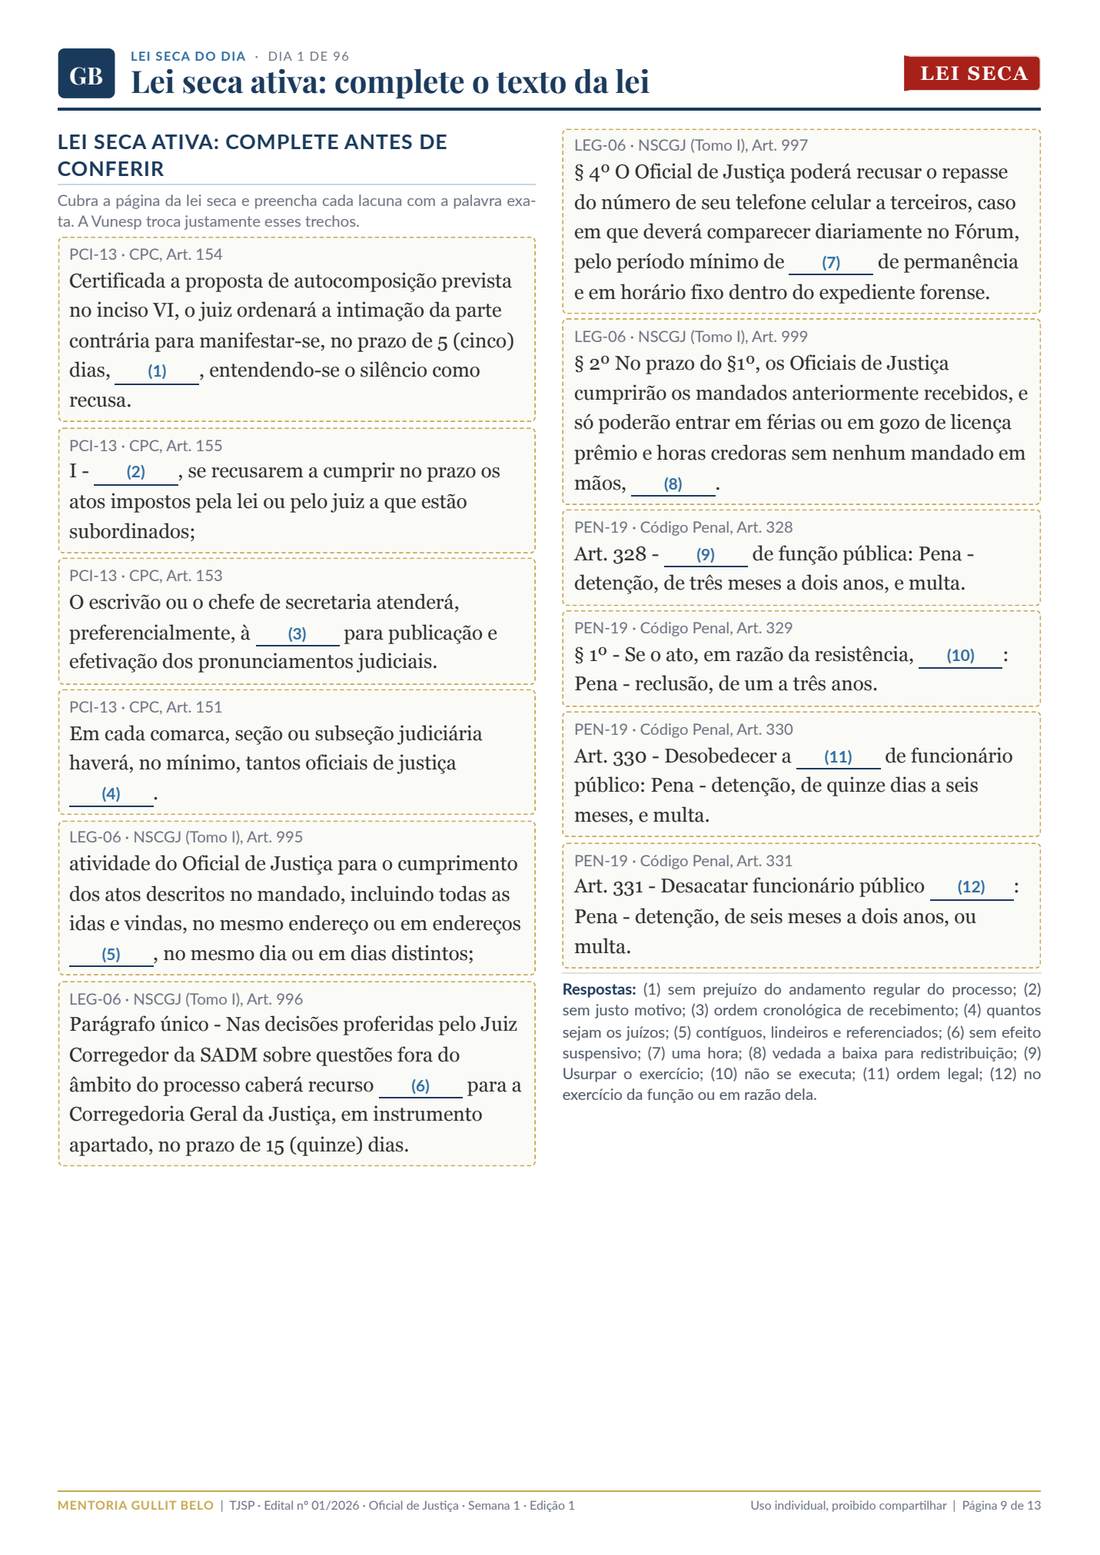 GB
LEI SECA DO DIA · DIA 1 DE 96
Lei seca ativa: complete o texto da lei
LEI SECA
LEI SECA ATIVA: COMPLETE ANTES DE
CONFERIR
Cubra a página da lei seca e preencha cada lacuna com a palavra exa-
ta. A Vunesp troca justamente esses trechos.
PCI-13 · CPC, Art. 154
Certificada a proposta de autocomposição prevista
no inciso VI, o juiz ordenará a intimação da parte
contrária para manifestar-se, no prazo de 5 (cinco)
dias, (1), entendendo-se o silêncio como
recusa.
PCI-13 · CPC, Art. 155
I - (2), se recusarem a cumprir no prazo os
atos impostos pela lei ou pelo juiz a que estão
subordinados;
PCI-13 · CPC, Art. 153
O escrivão ou o chefe de secretaria atenderá,
preferencialmente, à (3) para publicação e
efetivação dos pronunciamentos judiciais.
PCI-13 · CPC, Art. 151
Em cada comarca, seção ou subseção judiciária
haverá, no mínimo, tantos oficiais de justiça
(4).
LEG-06 · NSCGJ (Tomo I), Art. 995
atividade do Oficial de Justiça para o cumprimento
dos atos descritos no mandado, incluindo todas as
idas e vindas, no mesmo endereço ou em endereços
(5), no mesmo dia ou em dias distintos;
LEG-06 · NSCGJ (Tomo I), Art. 996
Parágrafo único - Nas decisões proferidas pelo Juiz
Corregedor da SADM sobre questões fora do
âmbito do processo caberá recurso (6) para a
Corregedoria Geral da Justiça, em instrumento
apartado, no prazo de 15 (quinze) dias.
LEG-06 · NSCGJ (Tomo I), Art. 997
§ 4º O Oficial de Justiça poderá recusar o repasse
do número de seu telefone celular a terceiros, caso
em que deverá comparecer diariamente no Fórum,
pelo período mínimo de (7) de permanência
e em horário fixo dentro do expediente forense.
LEG-06 · NSCGJ (Tomo I), Art. 999
§ 2º No prazo do §1º, os Oficiais de Justiça
cumprirão os mandados anteriormente recebidos, e
só poderão entrar em férias ou em gozo de licença
prêmio e horas credoras sem nenhum mandado em
mãos, (8).
PEN-19 · Código Penal, Art. 328
Art. 328 - (9) de função pública: Pena -
detenção, de três meses a dois anos, e multa.
PEN-19 · Código Penal, Art. 329
§ 1º - Se o ato, em razão da resistência, (10):
Pena - reclusão, de um a três anos.
PEN-19 · Código Penal, Art. 330
Art. 330 - Desobedecer a (11) de funcionário
público: Pena - detenção, de quinze dias a seis
meses, e multa.
PEN-19 · Código Penal, Art. 331
Art. 331 - Desacatar funcionário público (12):
Pena - detenção, de seis meses a dois anos, ou
multa.
Respostas: (1) sem prejuízo do andamento regular do processo; (2)
sem justo motivo; (3) ordem cronológica de recebimento; (4) quantos
sejam os juízos; (5) contíguos, lindeiros e referenciados; (6) sem efeito
suspensivo; (7) uma hora; (8) vedada a baixa para redistribuição; (9)
Usurpar o exercício; (10) não se executa; (11) ordem legal; (12) no
exercício da função ou em razão dela.
MENTORIA GULLIT BELO | TJSP · Edital nº 01/2026 · Oficial de Justiça · Semana 1 · Edição 1
Uso individual, proibido compartilhar | Página 9 de 13